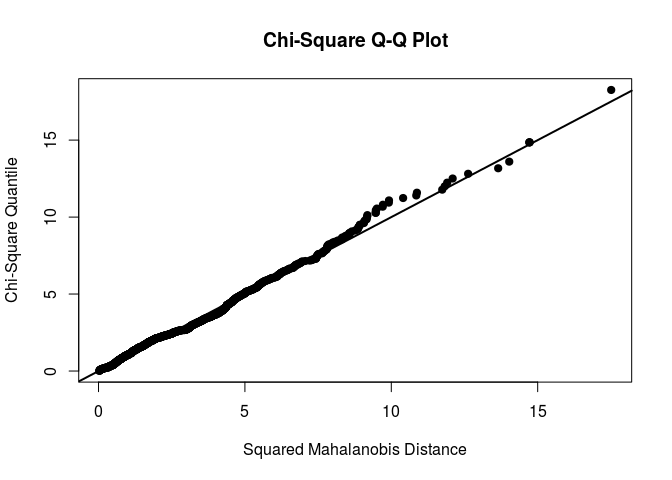 Chi-Square Q-Q Plot
15
10
5
0
Chi-Square Quantile
0 5 10 15
Squared Mahalanobis Distance